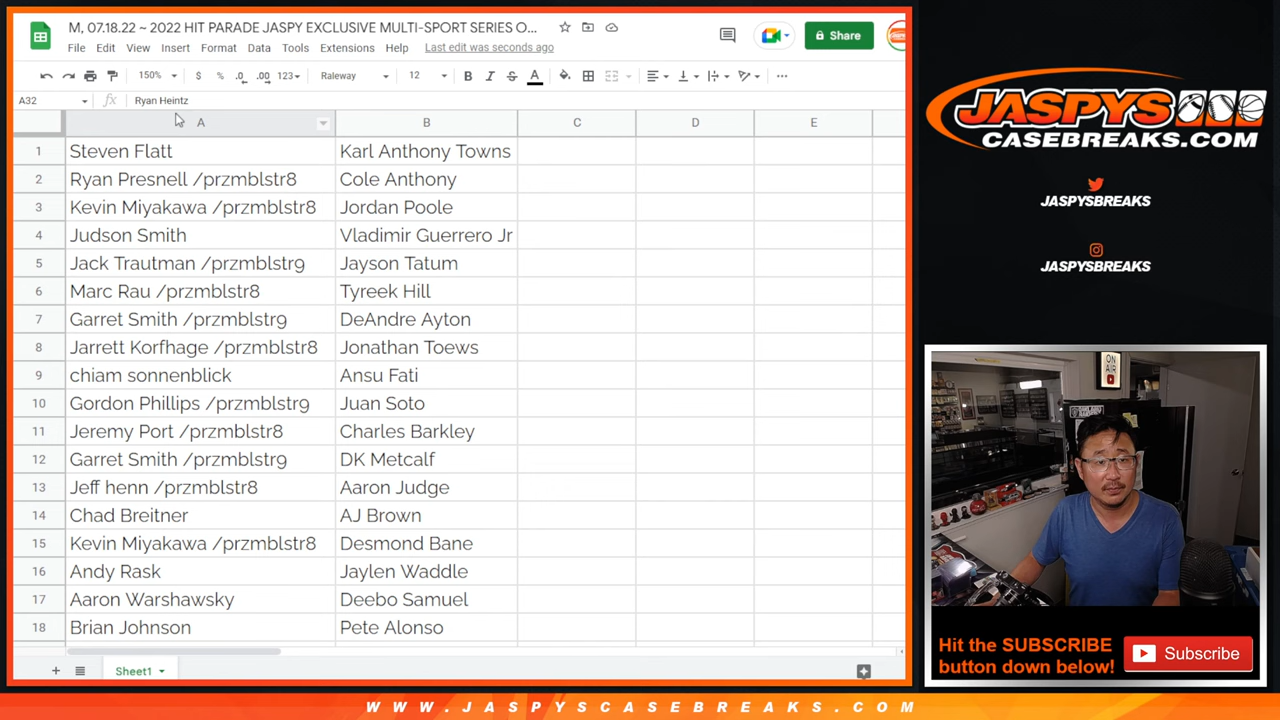 M, 07.18.22 ~ 2022 HIT PARADE JASPY EXCLUSIVE MULTI-SPORT SERIES O...
File Edit View Insert Format Data Tools Extensions Help Last edit was seconds ago
Share
150% $ % .0 .00 123 Raleway 12 B I S A
A32 fx Ryan Heintz
A B C D E
1 Steven Flatt Karl Anthony Towns
2 Ryan Presnell /przmblstr8 Cole Anthony
3 Kevin Miyakawa /przmblstr8 Jordan Poole
4 Judson Smith Vladimir Guerrero Jr
5 Jack Trautman /przmblstr9 Jayson Tatum
6 Marc Rau /przmblstr8 Tyreek Hill
7 Garret Smith /przmblstr9 DeAndre Ayton
8 Jarrett Korfhage /przmblstr8 Jonathan Toews
9 chiam sonnenblick Ansu Fati
10 Gordon Phillips /przmblstr9 Juan Soto
11 Jeremy Port /przmblstr8 Charles Barkley
12 Garret Smith /przmblstr9 DK Metcalf
13 Jeff henn /przmblstr8 Aaron Judge
14 Chad Breitner AJ Brown
15 Kevin Miyakawa /przmblstr8 Desmond Bane
16 Andy Rask Jaylen Waddle
17 Aaron Warshawsky Deebo Samuel
18 Brian Johnson Pete Alonso
+ Sheet1
JASPYS
CASEBREAKS.COM
JASPYSBREAKS
JASPYSBREAKS
ON
AIR
Hit the SUBSCRIBE
button down below!
Subscribe
WWW.JASPYSCASEBREAKS.COM